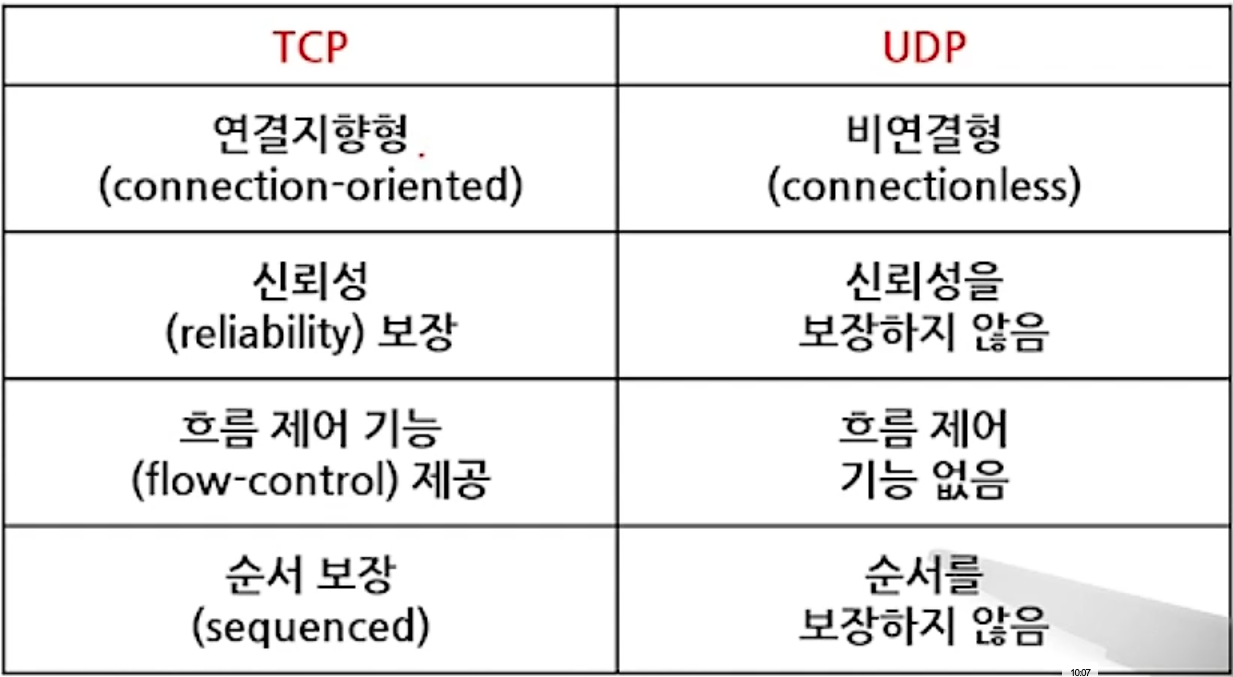 TCP
UDP
연결지향형
(connection-oriented)
비연결형
(connectionless)
신뢰성
(reliability) 보장
신뢰성을
보장하지 않음
흐름 제어 기능
(flow-control) 제공
흐름 제어
기능 없음
순서 보장
(sequenced)
순서를
보장하지 않음
10:07